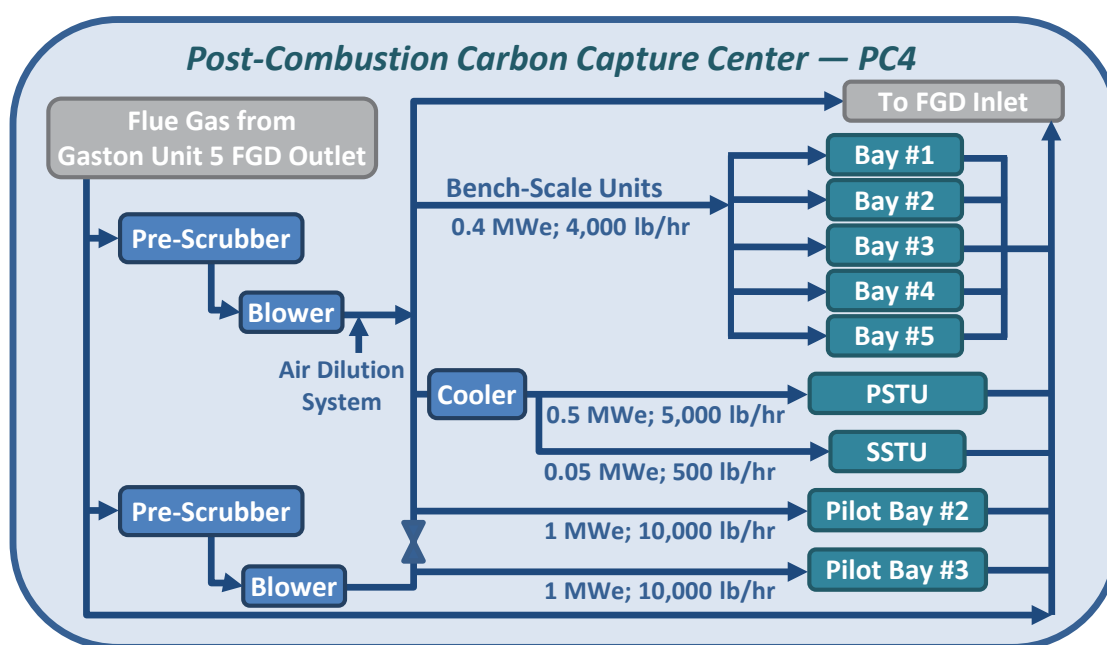 Post-Combustion Carbon Capture Center — PC4
Flue Gas from
Gaston Unit 5 FGD Outlet
To FGD Inlet
Pre-Scrubber
Blower
Air Dilution
System
Bench-Scale Units
0.4 MWe; 4,000 lb/hr
Bay #1
Bay #2
Bay #3
Bay #4
Bay #5
Cooler
0.5 MWe; 5,000 lb/hr
PSTU
0.05 MWe; 500 lb/hr
SSTU
Pre-Scrubber
Blower
1 MWe; 10,000 lb/hr
Pilot Bay #2
1 MWe; 10,000 lb/hr
Pilot Bay #3